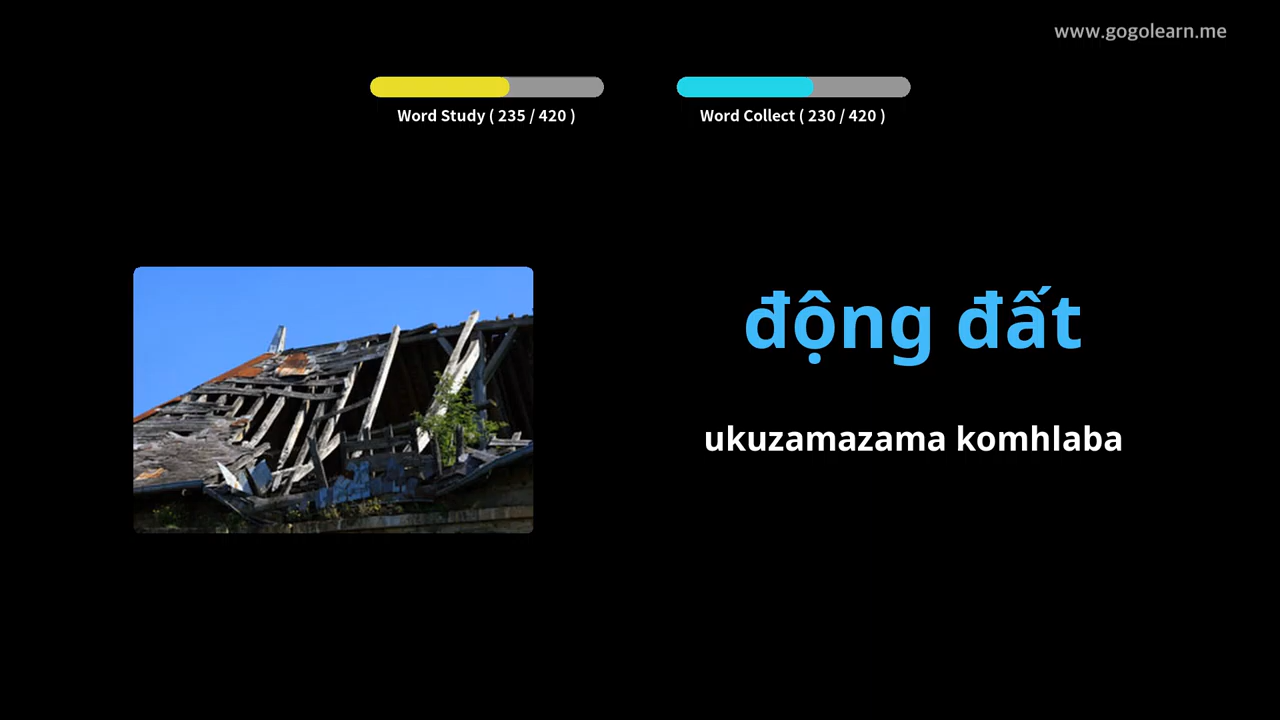 www.gogolearn.me
Word Study ( 235 / 420 )
Word Collect ( 230 / 420 )
động đất
ukuzamazama komhlaba